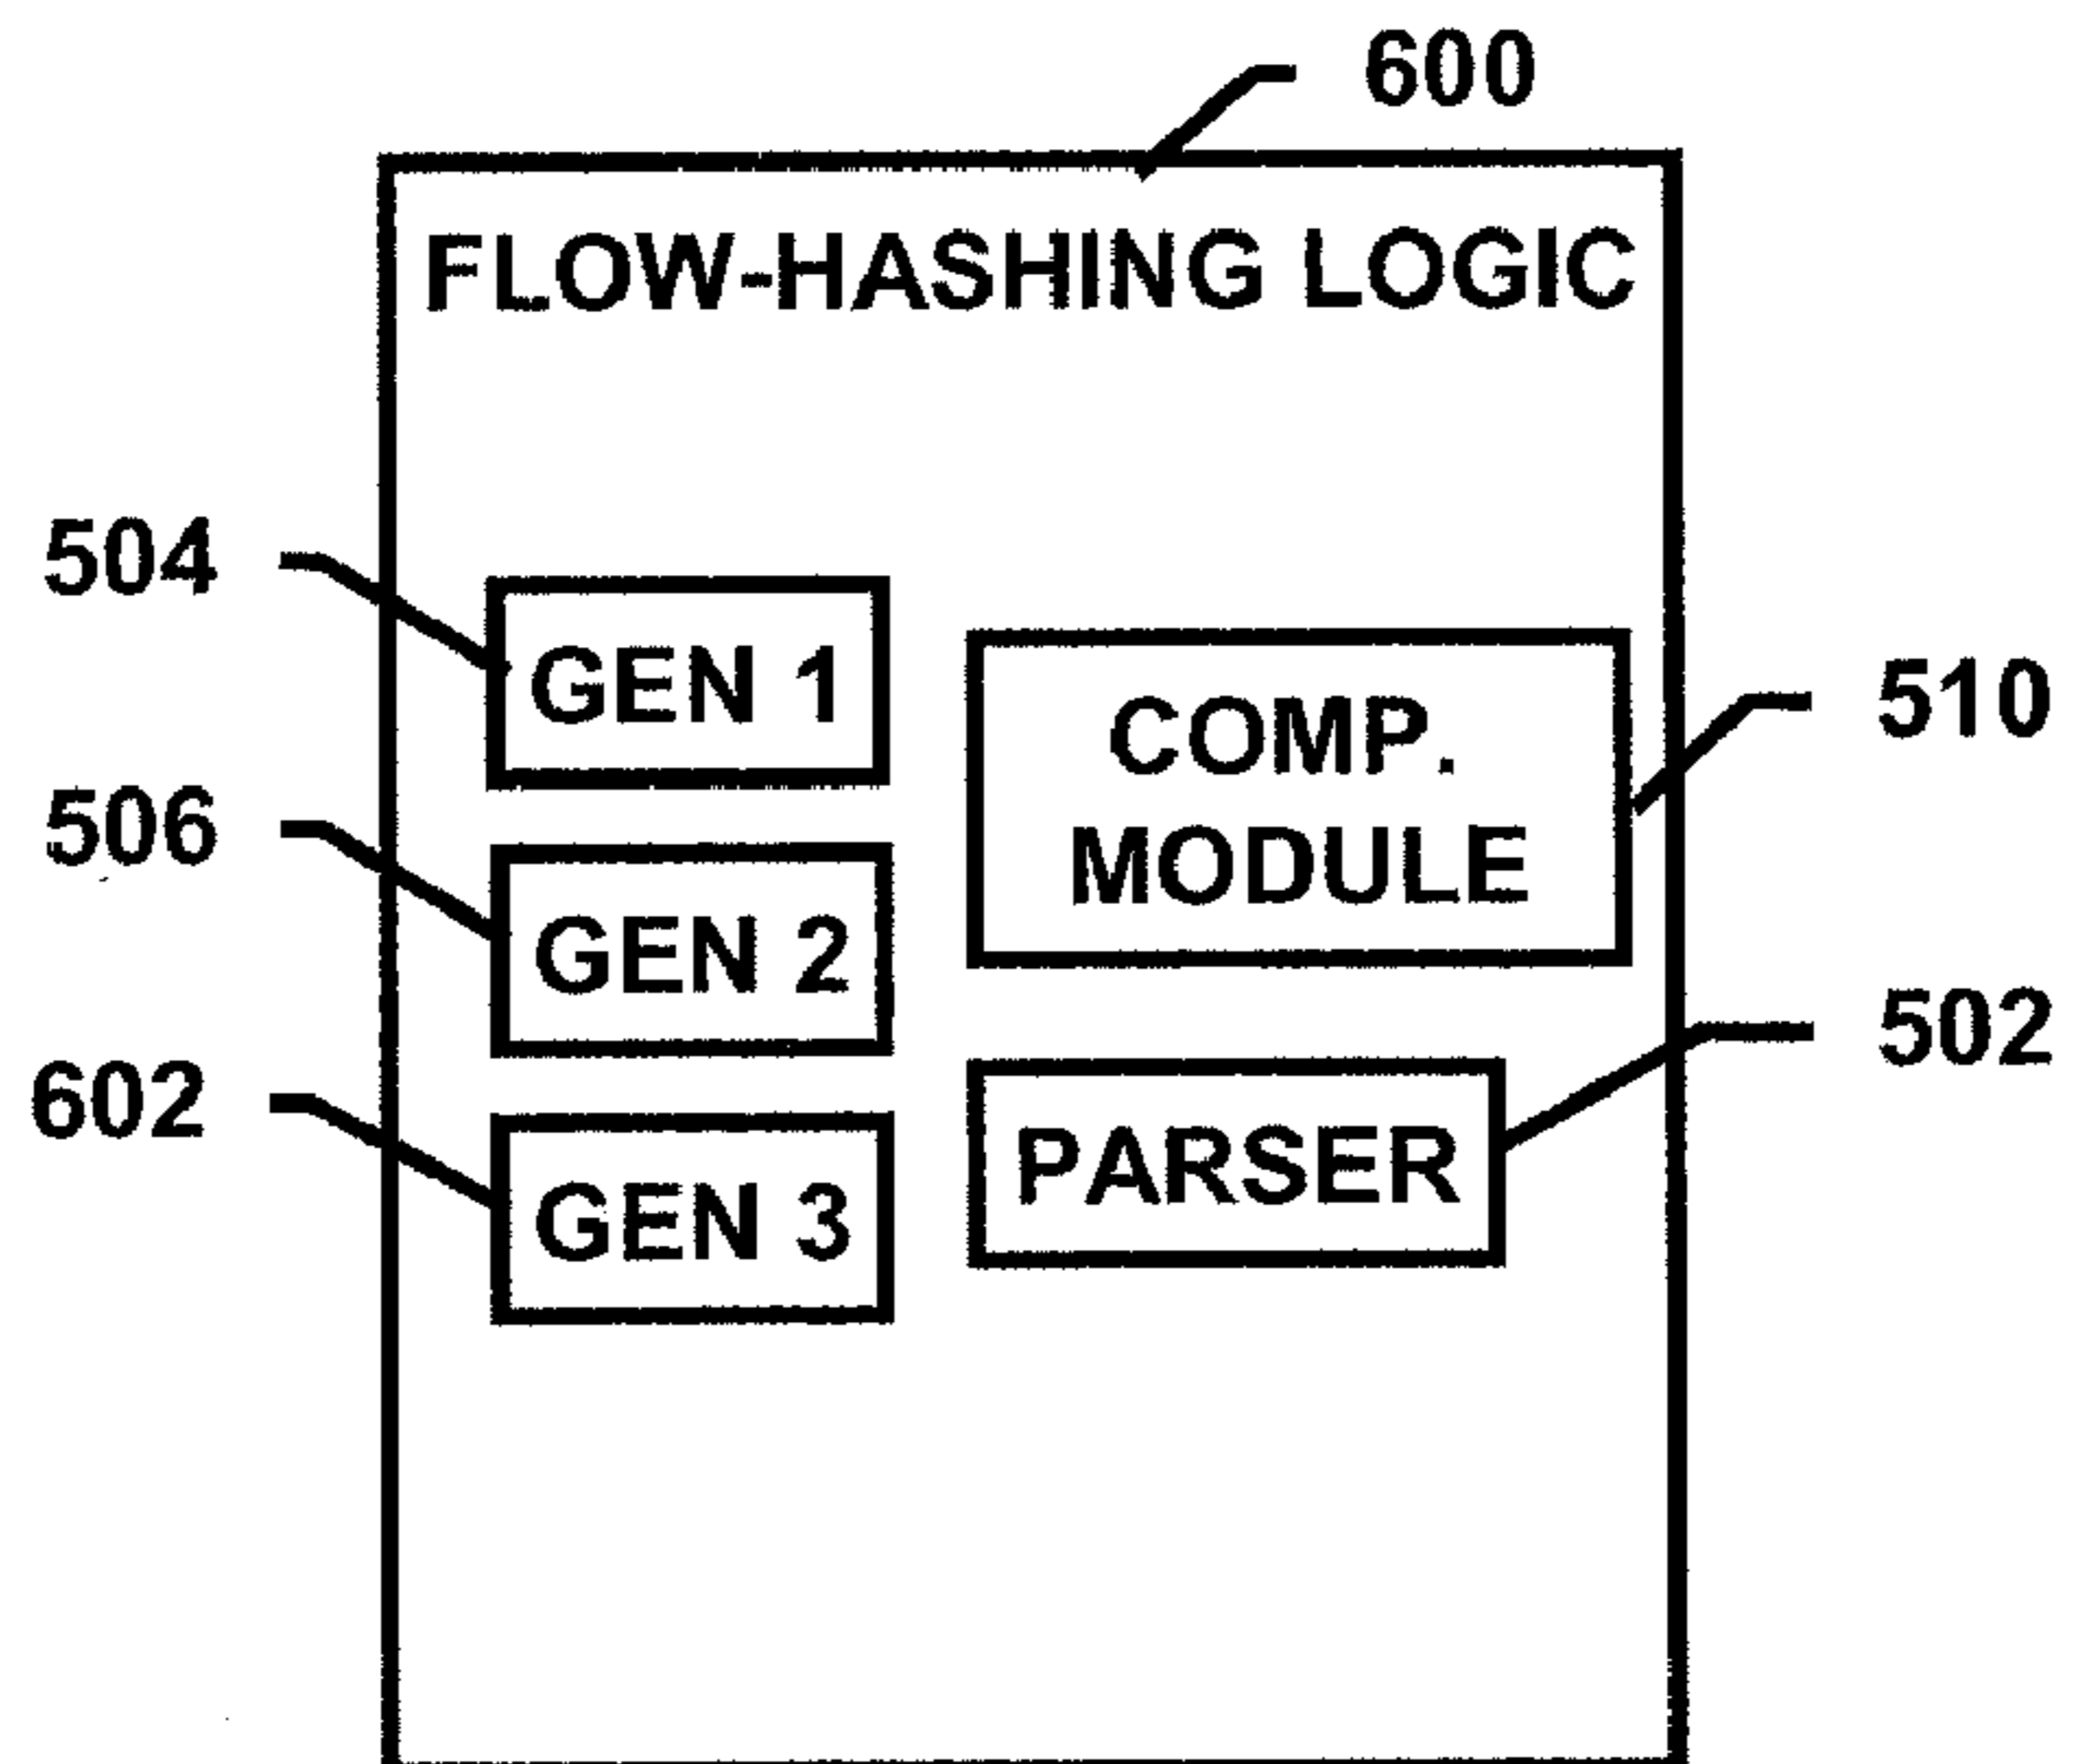 600
FLOW-HASHING LOGIC
504
GEN 1
COMP.
MODULE
510
506
GEN 2
502
602
GEN 3
PARSER